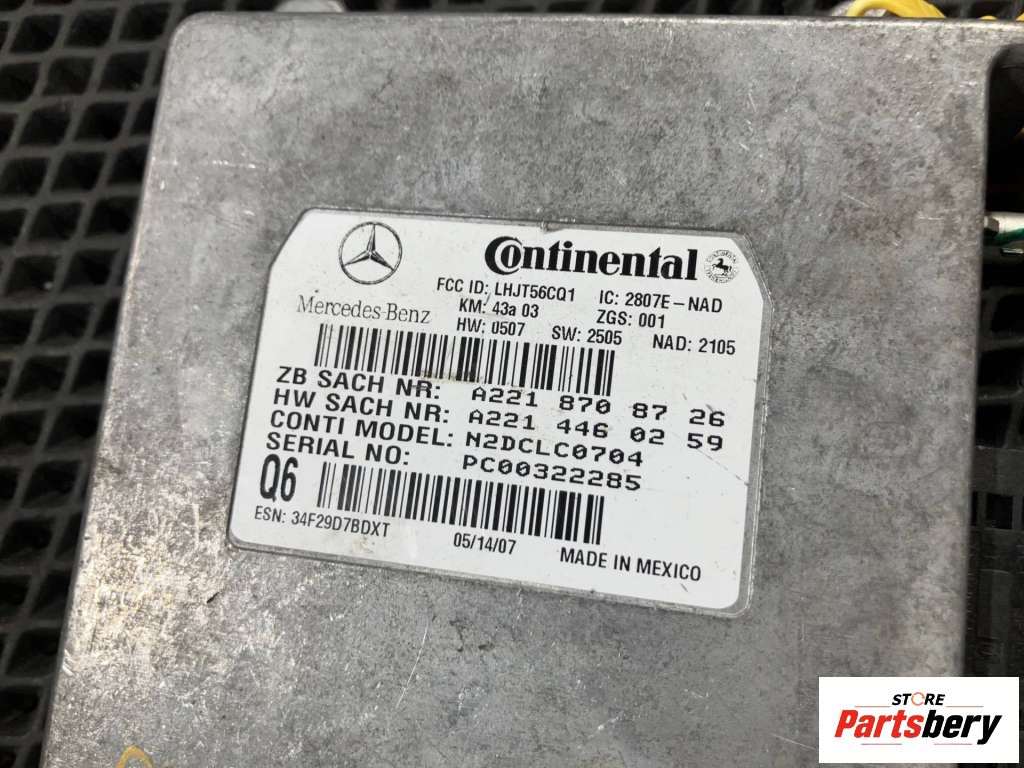 Continental
FCC ID: LHJT56CQ1 IC: 2807E-NAD
Mercedes-Benz KM: 43a 03 ZGS: 001
HW: 0507 SW: 2505 NAD: 2105
ZB SACH NR: A221 870 87 26
HW SACH NR: A221 446 02 59
CONTI MODEL: N2DCLC0704
SERIAL NO: PC00322285
Q6
ESN: 34F29D7BDXT 05/14/07 MADE IN MEXICO
STORE
Partsbery